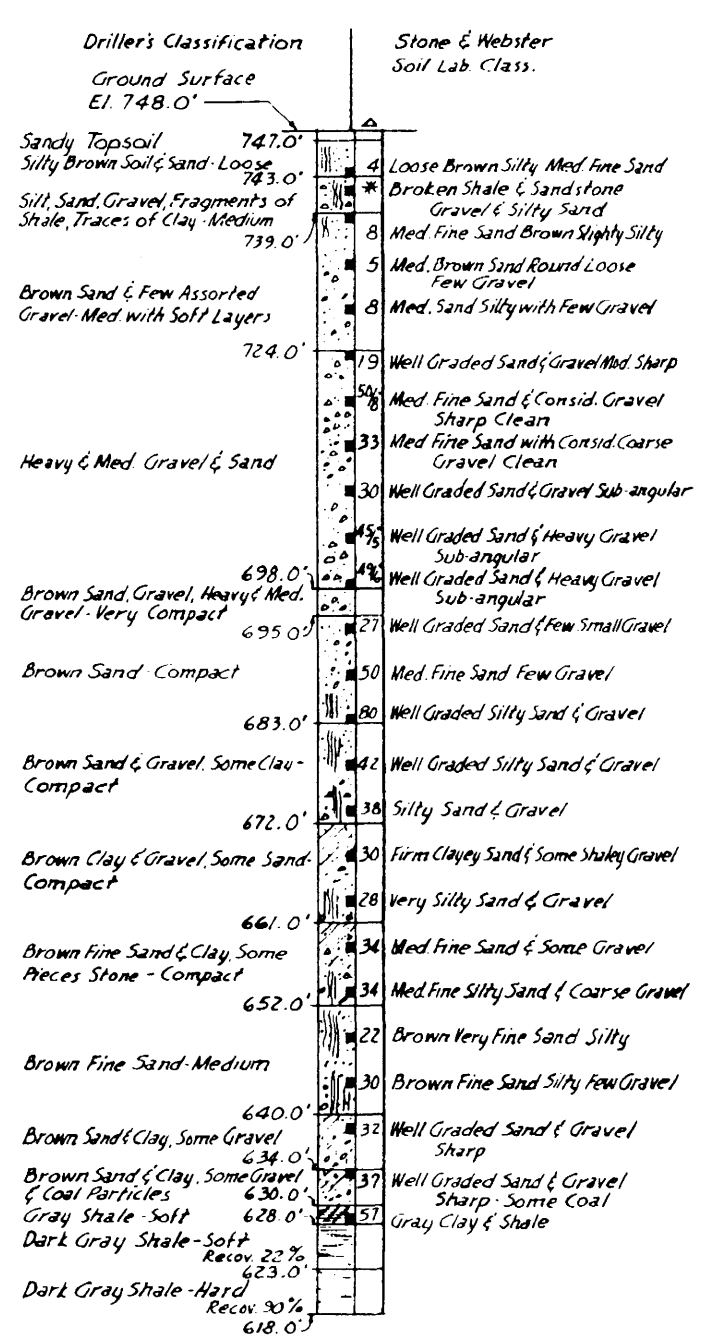 Driller's Classification
Stone & Webster
Soil Lab. Class.
Ground Surface
El. 748.0'
Sandy Topsoil 747.0'
Silty Brown Soil & Sand - Loose
743.0'
4 Loose Brown Silty Med. Fine Sand
* Broken Shale & Sandstone
Gravel & Silty Sand
Silt, Sand, Gravel, Fragments of
Shale, Traces of Clay - Medium
739.0'
8 Med. Fine Sand Brown Slighty Silty
5 Med. Brown Sand Round Loose
Few Gravel
Brown Sand & Few Assorted
Gravel - Med. with Soft Layers
8 Med. Sand Silty with Few Gravel
724.0'
19 Well Graded Sand & Gravel Mod. Sharp
Med. Fine Sand & Consid. Gravel
Sharp Clean
33 Med Fine Sand with Consid. Coarse
Gravel Clean
Heavy & Med. Gravel & Sand
30 Well Graded Sand & Gravel Sub-angular
Well Graded Sand & Heavy Gravel
Sub-angular
698.0'
Well Graded Sand & Heavy Gravel
Sub-angular
Brown Sand, Gravel, Heavy & Med.
Gravel - Very Compact
695.0'
27 Well Graded Sand & Few Small Gravel
Brown Sand - Compact
50 Med. Fine Sand Few Gravel
80 Well Graded Silty Sand & Gravel
683.0'
Brown Sand & Gravel, Some Clay -
Compact
42 Well Graded Silty Sand & Gravel
38 Silty Sand & Gravel
672.0'
Brown Clay & Gravel, Some Sand -
Compact
30 Firm Clayey Sand & Some Shaley Gravel
28 Very Silty Sand & Gravel
661.0'
Brown Fine Sand & Clay, Some
Pieces Stone - Compact
34 Med. Fine Sand & Some Gravel
34 Med. Fine Silty Sand & Coarse Gravel
652.0'
22 Brown Very Fine Sand Silty
Brown Fine Sand - Medium
30 Brown Fine Sand Silty Few Gravel
640.0'
Brown Sand & Clay, Some Gravel
634.0'
32 Well Graded Sand & Gravel
Sharp
Brown Sand & Clay, Some Gravel
& Coal Particles 630.0'
37 Well Graded Sand & Gravel
Sharp - Some Coal
Gray Shale - Soft 628.0'
57 Gray Clay & Shale
Dark Gray Shale - Soft
Recov. 22%
623.0'
Dark Gray Shale - Hard
Recov. 90%
618.0'